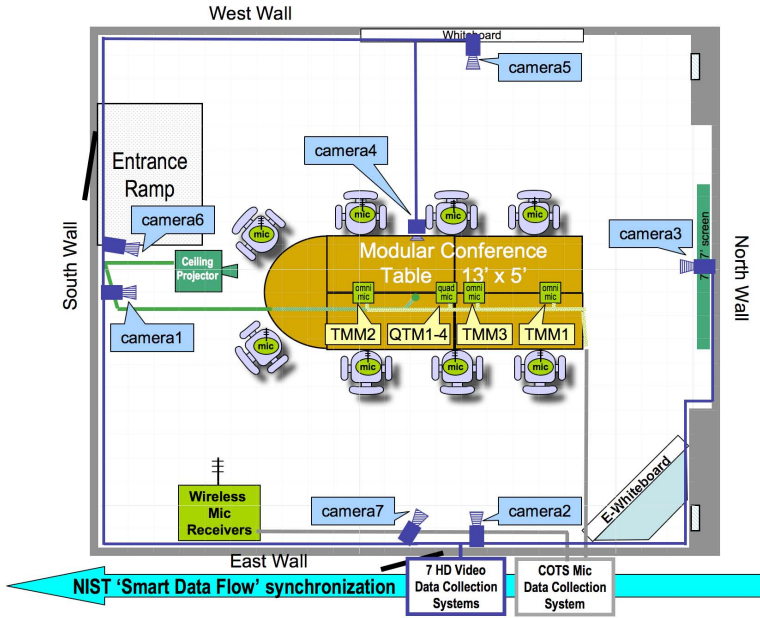 West Wall
Whiteboard
camera5
camera4
Entrance
Ramp
mic
mic
mic
camera6
mic
camera3
7' screen
South Wall
North Wall
Ceiling
Projector
Modular Conference
Table 13' x 5'
omni
mic
quad
mic
omni
mic
omni
mic
camera1
TMM2
QTM1-4
TMM3
TMM1
mic
mic
mic
mic
E-Whiteboard
Wireless
Mic
Receivers
camera7
camera2
East Wall
NIST 'Smart Data Flow' synchronization
7 HD Video
Data Collection
Systems
COTS Mic
Data Collection
System